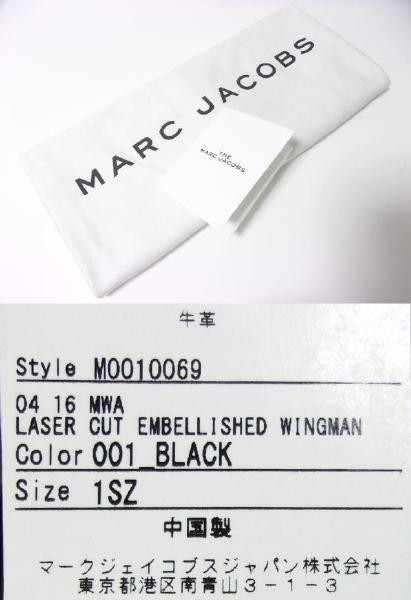 MARC JACOBS
THE
MARC JACOBS
牛革
Style M0010069
04 16 MWA
LASER CUT EMBELLISHED WINGMAN
Color 001_BLACK
Size 1SZ
中国製
マークジェイコブスジャパン株式会社
東京都港区南青山3-1-3